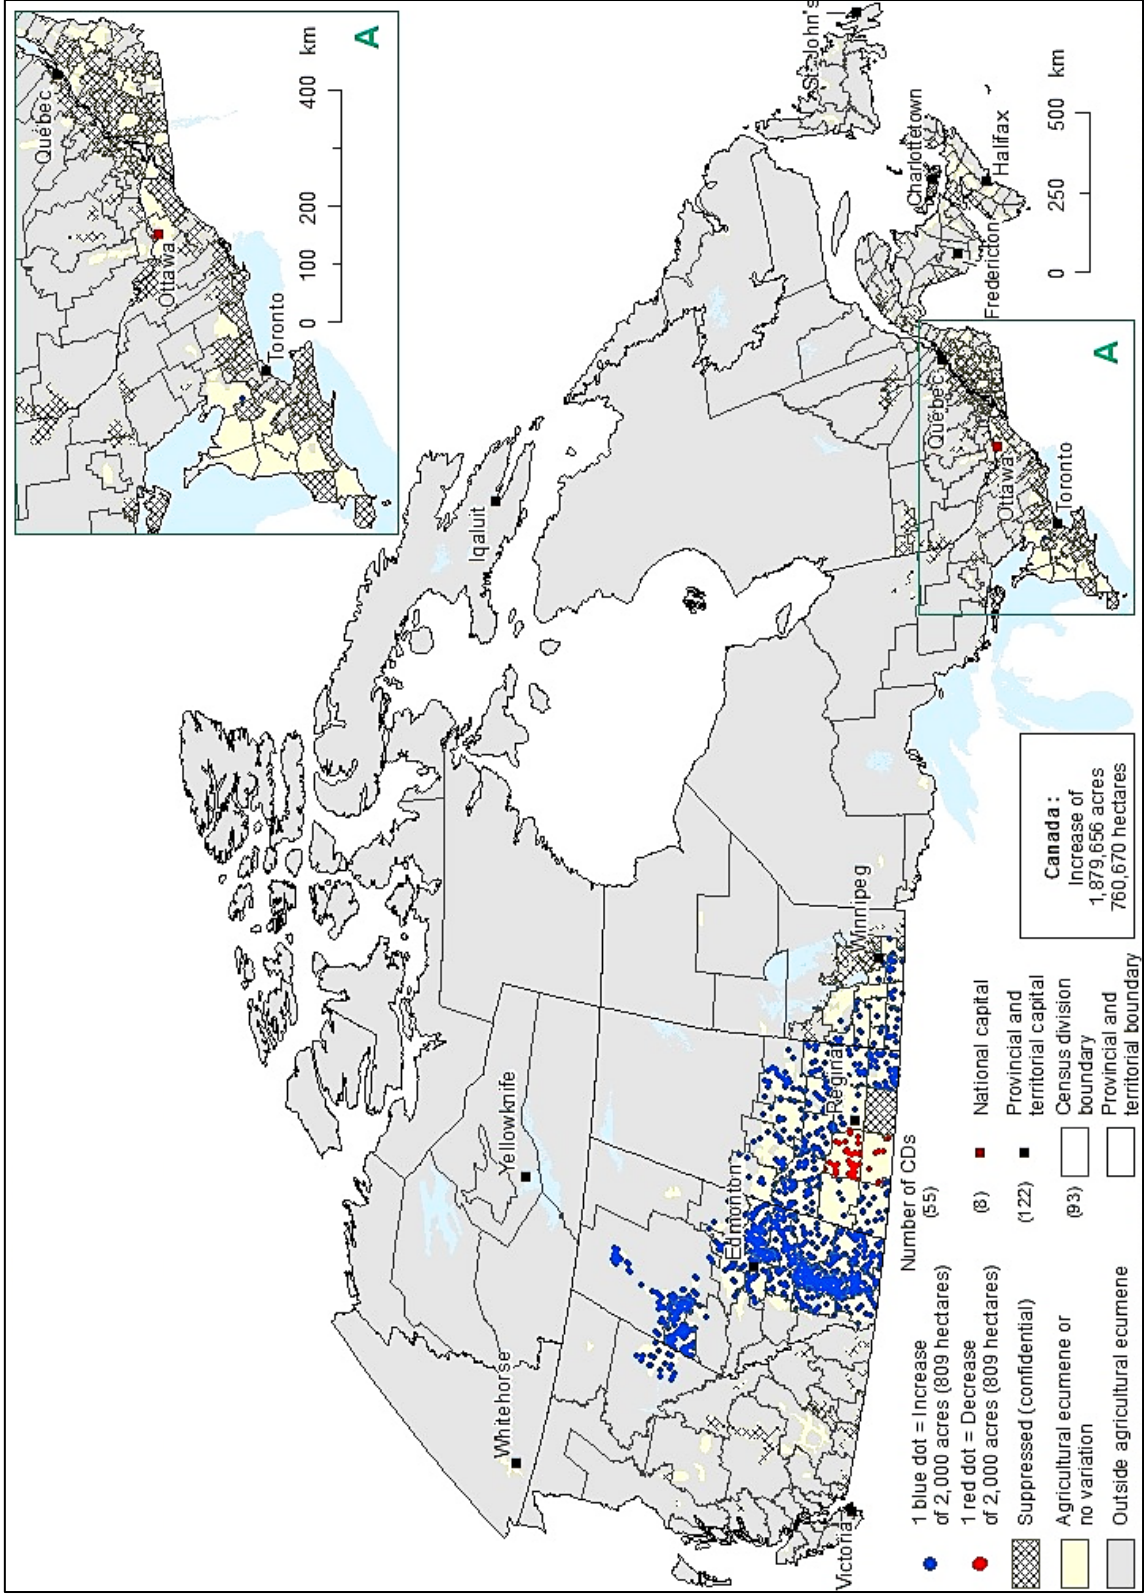 Québec
Ottawa
Toronto
0 100 200 400 km
A
Whitehorse
Yellowknife
Iqaluit
Edmonton
Regina
Winnipeg
Victoria
Québec
Ottawa
Toronto
Fredericton
Charlottetown
Halifax
St. John's
0 250 500 km
A
Number of CDs
1 blue dot = Increase
of 2,000 acres (809 hectares)
(55)
1 red dot = Decrease
of 2,000 acres (809 hectares)
(8)
Suppressed (confidential)
(122)
Agricultural ecumene or
no variation
(93)
Outside agricultural ecumene
National capital
Provincial and
territorial capital
Census division
boundary
Provincial and
territorial boundary
Canada :
Increase of
1,879,656 acres
760,670 hectares